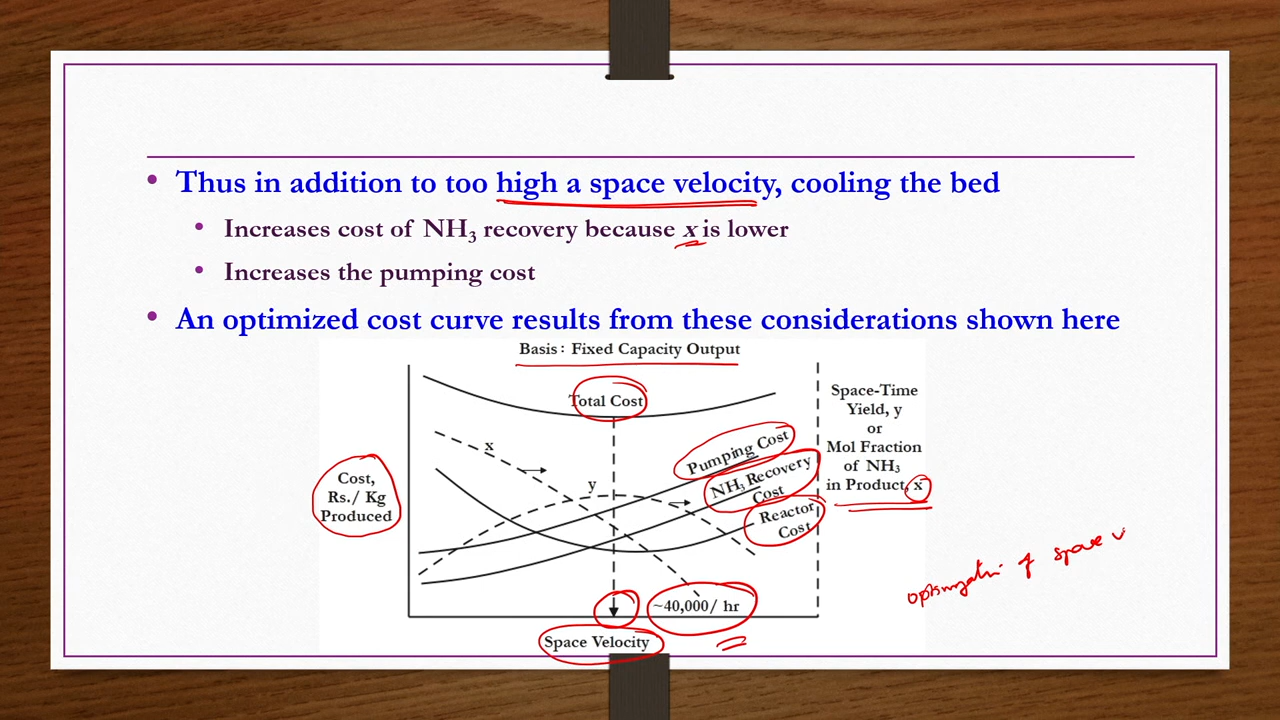 • Thus in addition to too high a space velocity, cooling the bed
• Increases cost of NH₃ recovery because x is lower
• Increases the pumping cost
• An optimized cost curve results from these considerations shown here
Basis : Fixed Capacity Output
Total Cost
x
y
Pumping Cost
NH₃ Recovery
Cost
Reactor
Cost
Cost,
Rs./ Kg
Produced
Space-Time
Yield, y
or
Mol Fraction
of NH₃
in Product, x
~40,000/ hr
Space Velocity
of space v